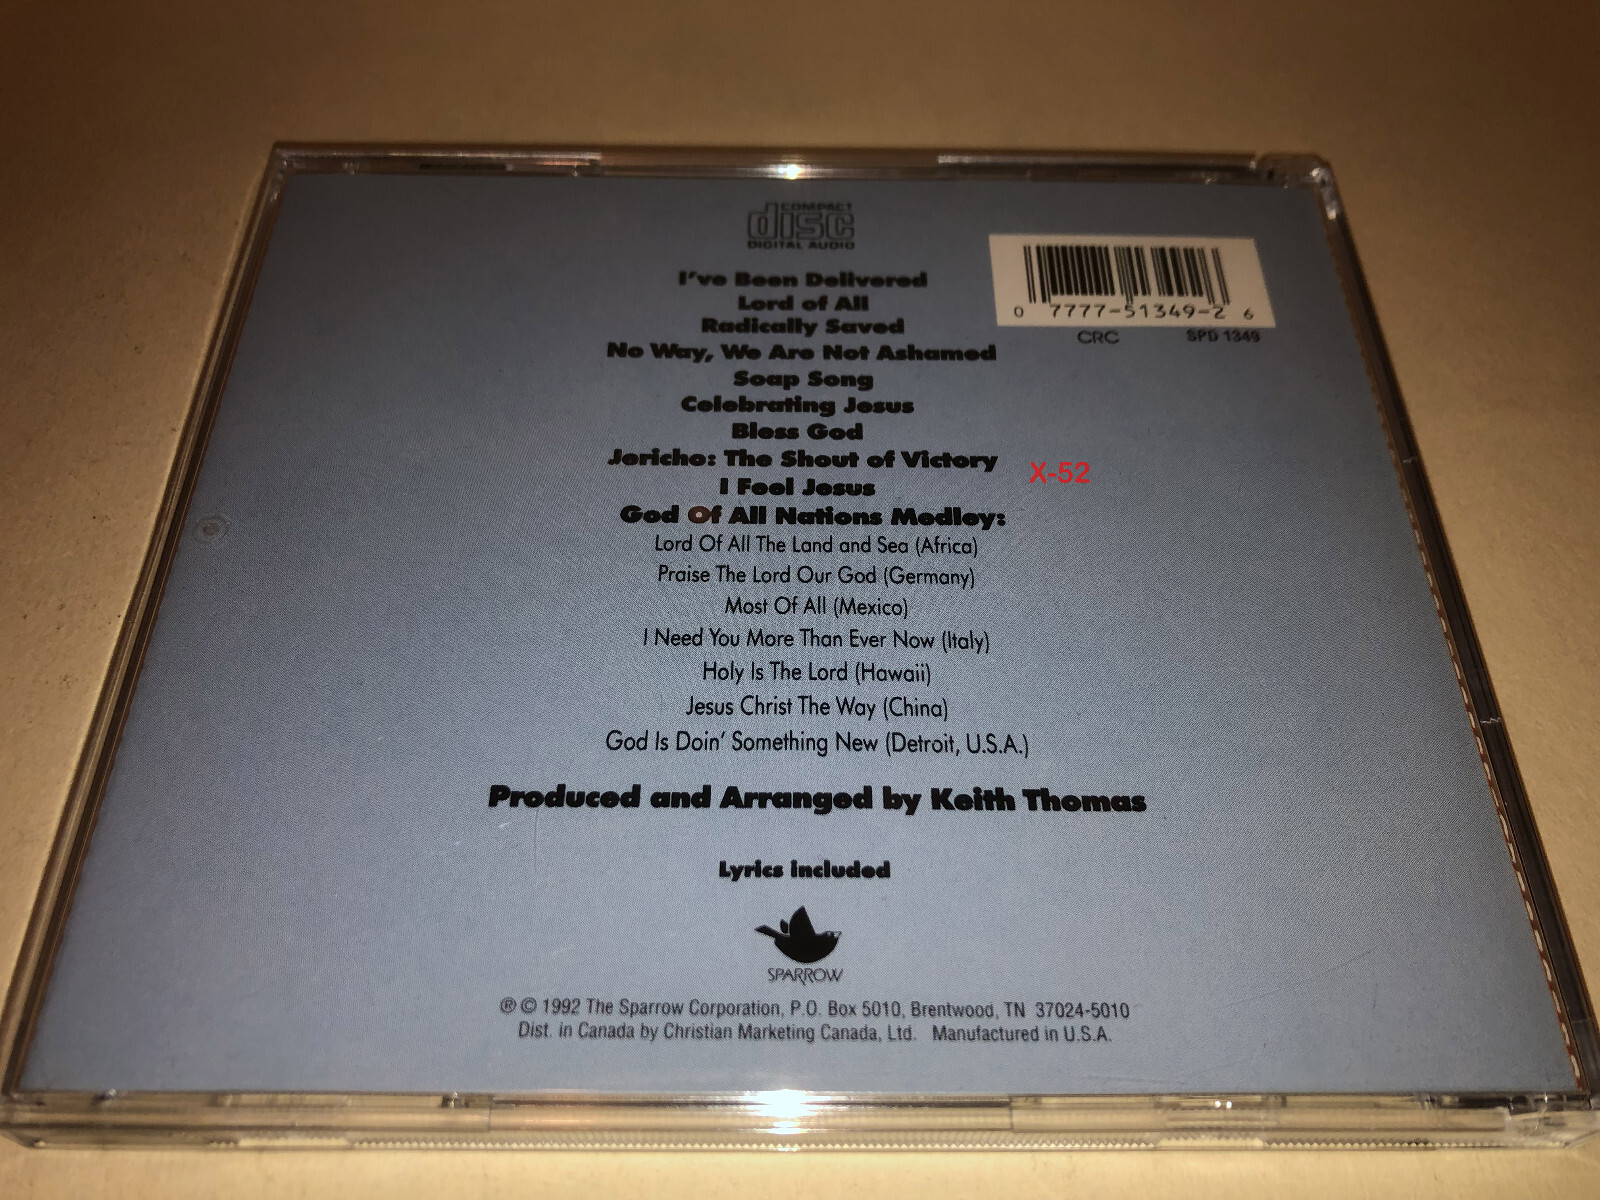 COMPACT
disc
DIGITAL AUDIO
I've Been Delivered
Lord of All
Radically Saved
No Way, We Are Not Ashamed
Soap Song
Celebrating Jesus
Bless God
Jericho: The Shout of Victory
I Feel Jesus
God Of All Nations Medley:
Lord Of All The Land and Sea (Africa)
Praise The Lord Our God (Germany)
Most Of All (Mexico)
I Need You More Than Ever Now (Italy)
Holy Is The Lord (Hawaii)
Jesus Christ The Way (China)
God Is Doin' Something New (Detroit, U.S.A.)
Produced and Arranged by Keith Thomas
Lyrics included
SPARROW
℗ © 1992 The Sparrow Corporation, P.O. Box 5010, Brentwood, TN 37024-5010
Dist. in Canada by Christian Marketing Canada, Ltd. Manufactured in U.S.A.
0 7777-51349-2 6
CRC SPD 1349
X-52